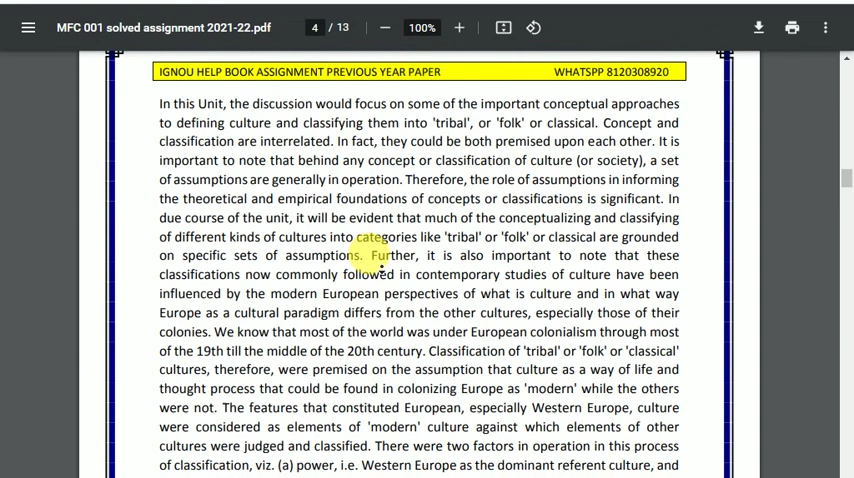 MFC 001 solved assignment 2021-22.pdf 4 / 13 100%
IGNOU HELP BOOK ASSIGNMENT PREVIOUS YEAR PAPER WHATSPP 8120308920
In this Unit, the discussion would focus on some of the important conceptual approaches
to defining culture and classifying them into 'tribal', or 'folk' or classical. Concept and
classification are interrelated. In fact, they could be both premised upon each other. It is
important to note that behind any concept or classification of culture (or society), a set
of assumptions are generally in operation. Therefore, the role of assumptions in informing
the theoretical and empirical foundations of concepts or classifications is significant. In
due course of the unit, it will be evident that much of the conceptualizing and classifying
of different kinds of cultures into categories like 'tribal' or 'folk' or classical are grounded
on specific sets of assumptions. Further, it is also important to note that these
classifications now commonly followed in contemporary studies of culture have been
influenced by the modern European perspectives of what is culture and in what way
Europe as a cultural paradigm differs from the other cultures, especially those of their
colonies. We know that most of the world was under European colonialism through most
of the 19th till the middle of the 20th century. Classification of 'tribal' or 'folk' or 'classical'
cultures, therefore, were premised on the assumption that culture as a way of life and
thought process that could be found in colonizing Europe as 'modern' while the others
were not. The features that constituted European, especially Western Europe, culture
were considered as elements of 'modern' culture against which elements of other
cultures were judged and classified. There were two factors in operation in this process
of classification, viz. (a) power, i.e. Western Europe as the dominant referent culture, and